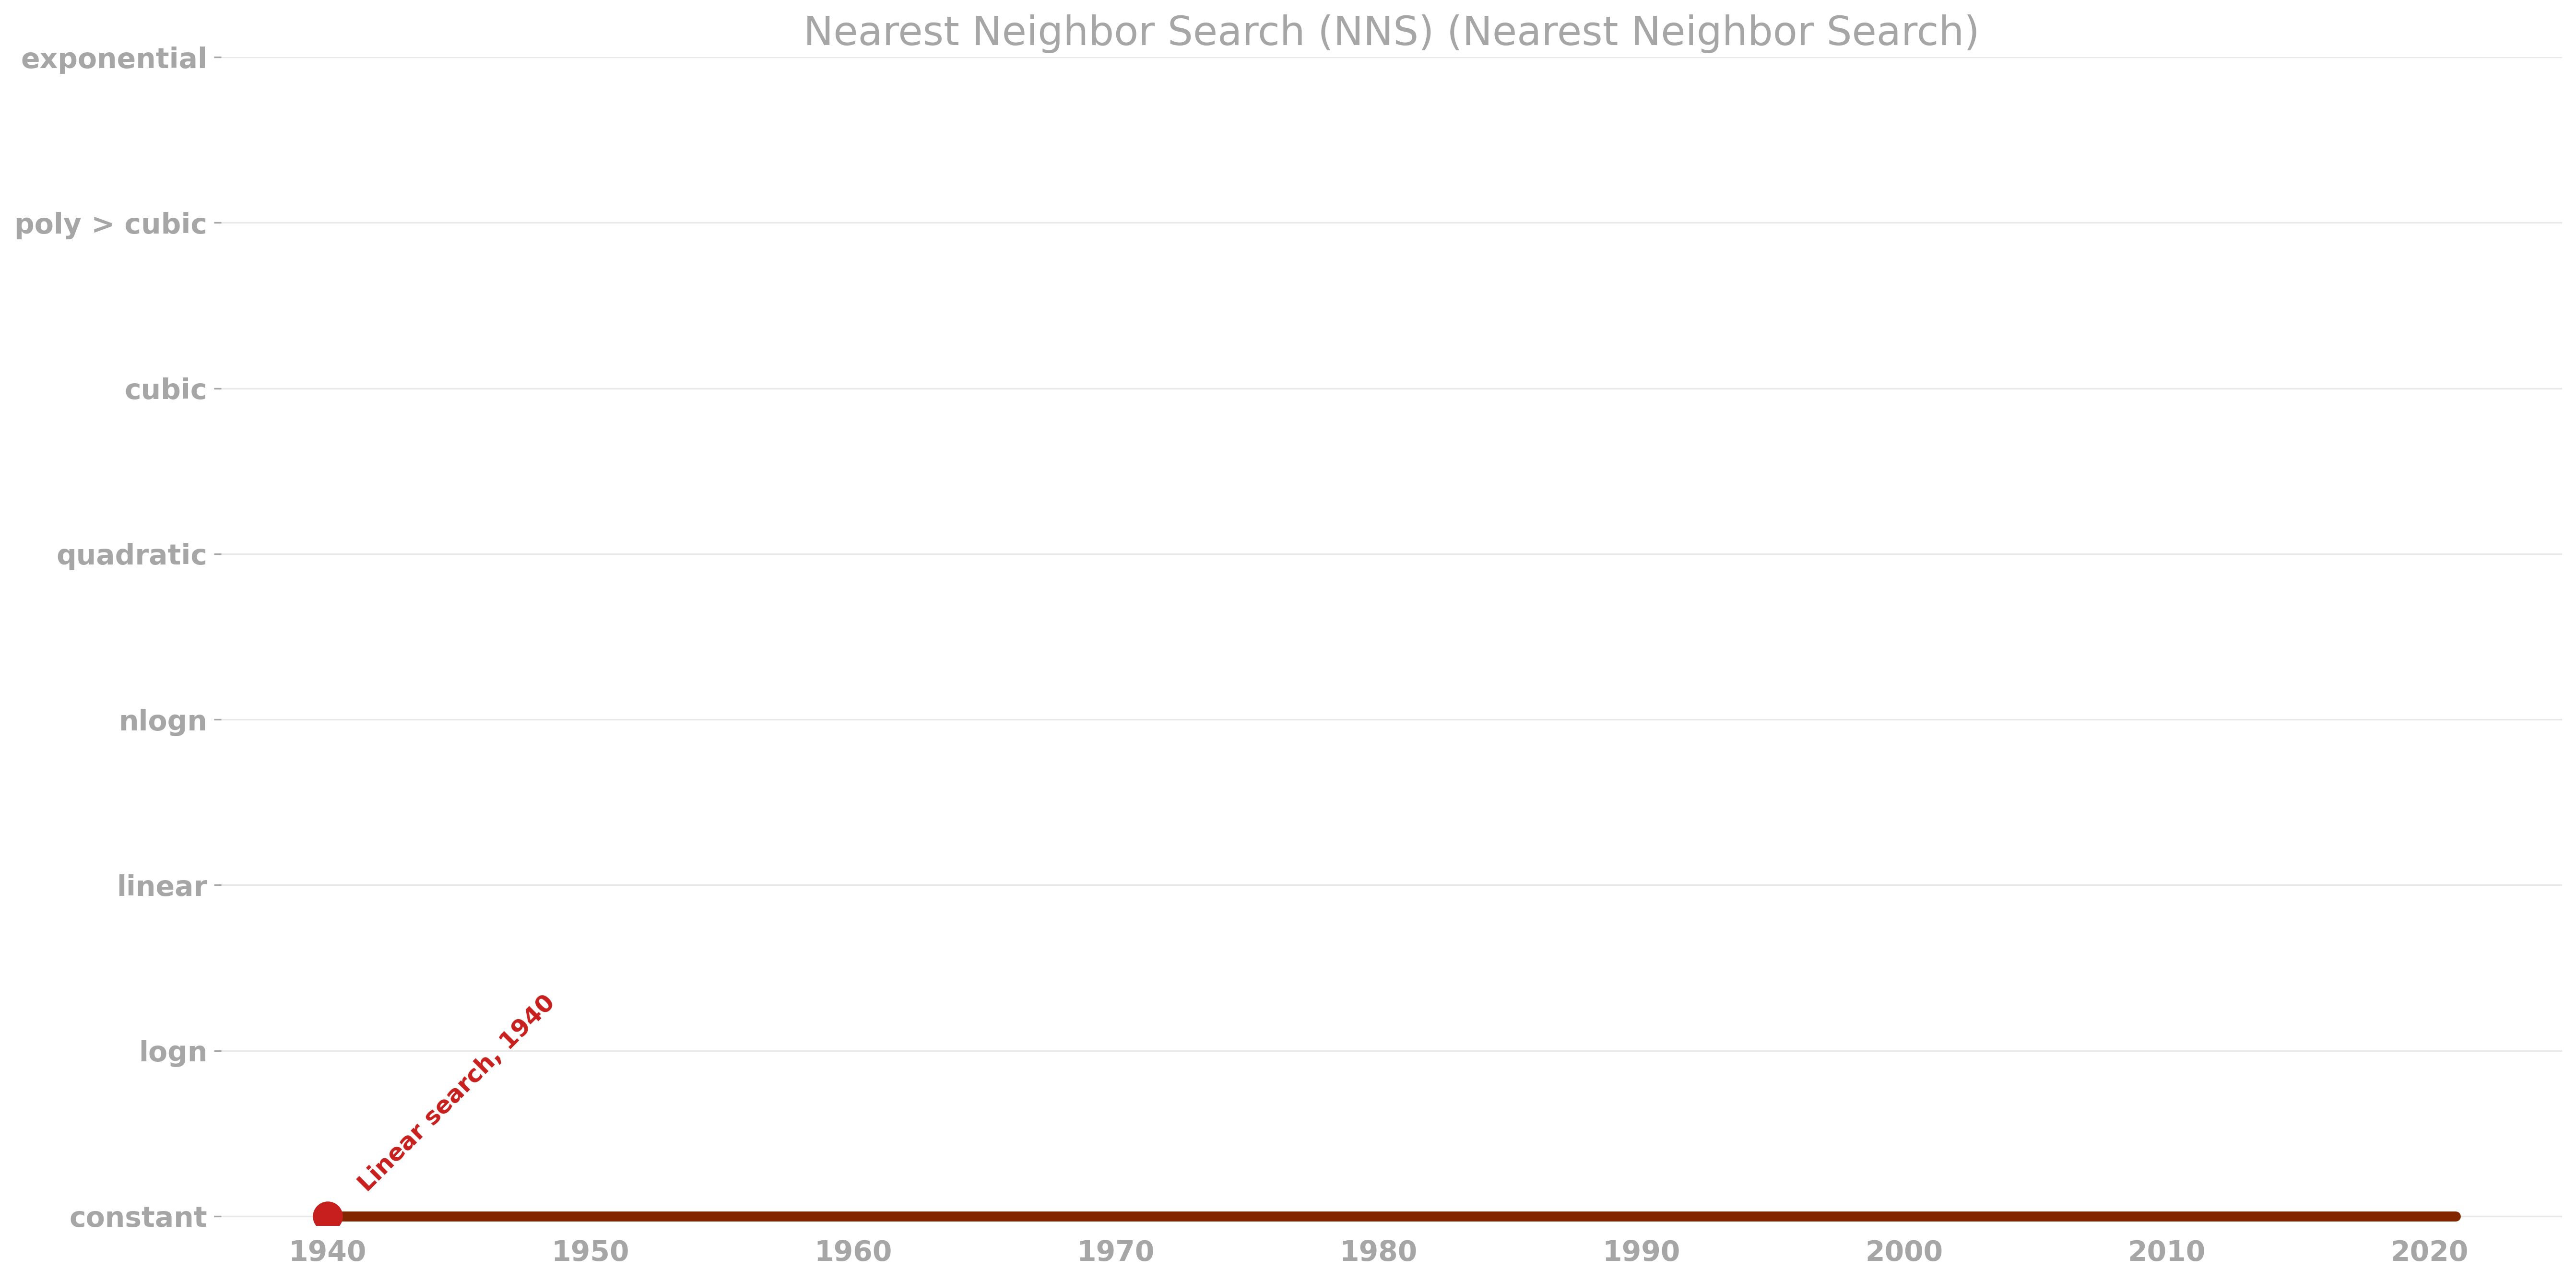 Nearest Neighbor Search (NNS) (Nearest Neighbor Search)
exponential
poly > cubic
cubic
quadratic
nlogn
linear
logn
constant
Linear search, 1940
1940 1950 1960 1970 1980 1990 2000 2010 2020